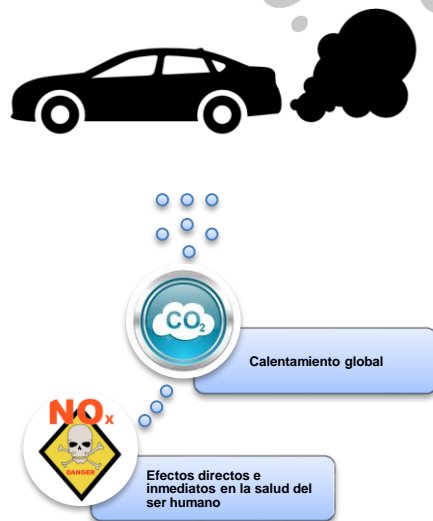 CO₂
Calentamiento global
NOx
DANGER
Efectos directos e
inmediatos en la salud del
ser humano